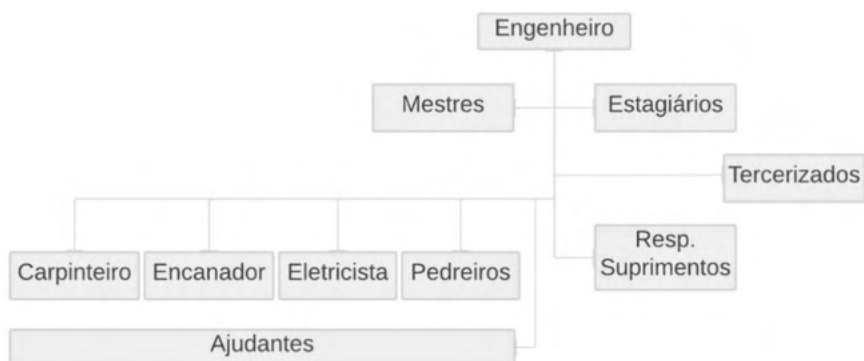 Engenheiro
Mestres
Estagiários
Tercerizados
Carpinteiro
Encanador
Eletricista
Pedreiros
Resp.
Suprimentos
Ajudantes